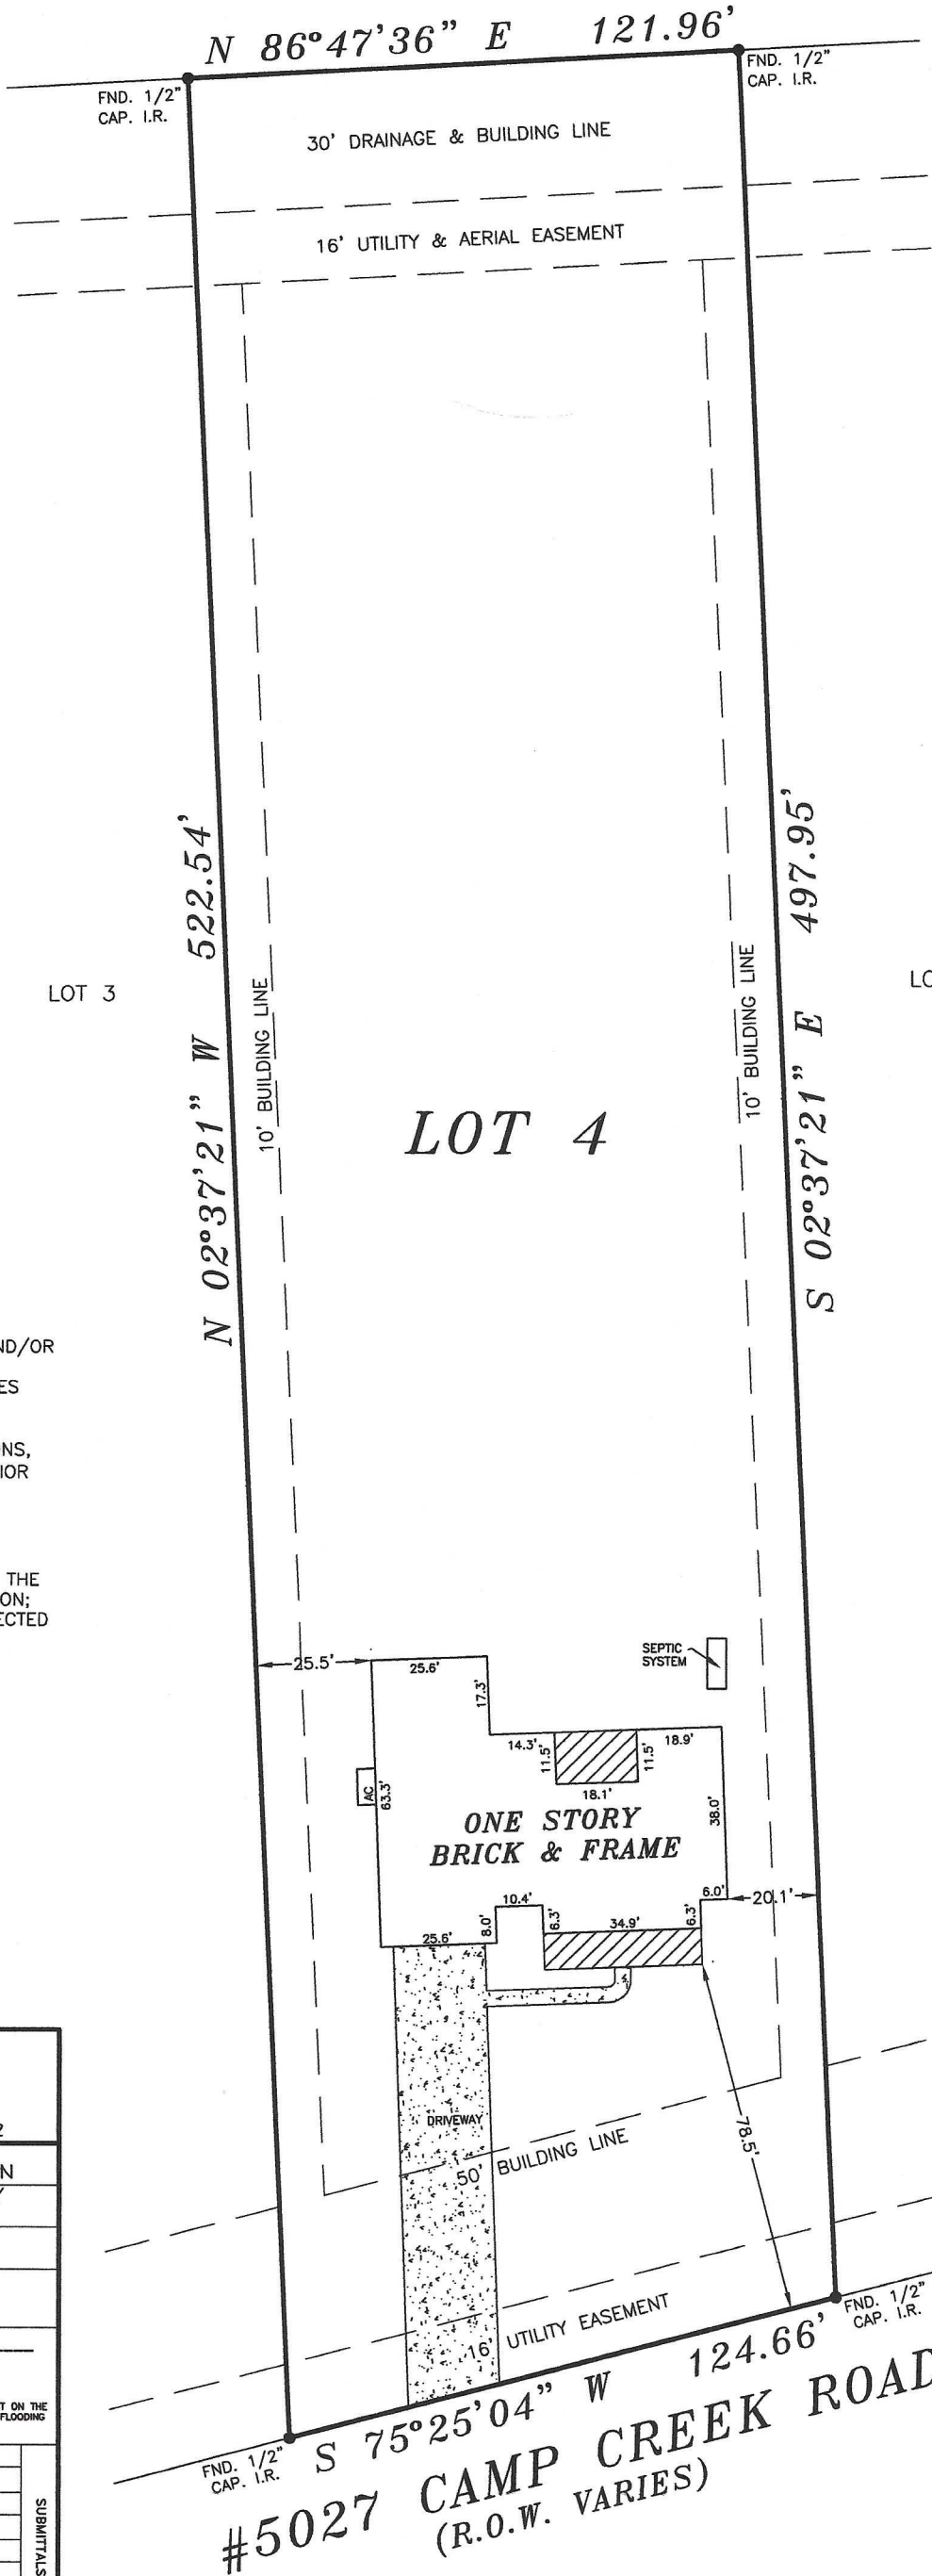 N 86°47'36" E 121.96'
FND. 1/2"
CAP. I.R.
FND. 1/2"
CAP. I.R.
30' DRAINAGE & BUILDING LINE
16' UTILITY & AERIAL EASEMENT
N 02°37'21" W 522.54'
10' BUILDING LINE
LOT 3
LOT 4
10' BUILDING LINE
S 02°37'21" E 497.95'
LO
ND/OR
ES
ONS,
IOR
THE
ON;
ECTED
SEPTIC
SYSTEM
25.5'
25.6'
17.3'
14.3'
11.5'
11.5'
18.9'
18.1'
AC
63.3'
38.0'
ONE STORY
BRICK & FRAME
10.4'
6.0'
20.1'
8.0'
6.3'
34.9'
6.3'
25.6'
DRIVEWAY
50' BUILDING LINE
78.5'
16' UTILITY EASEMENT
FND. 1/2"
CAP. I.R.
FND. 1/2"
CAP. I.R.
S 75°25'04" W 124.66'
#5027 CAMP CREEK ROAD
(R.O.W. VARIES)
2
N
Y
T ON THE
FLOODING
SUBMITTALS